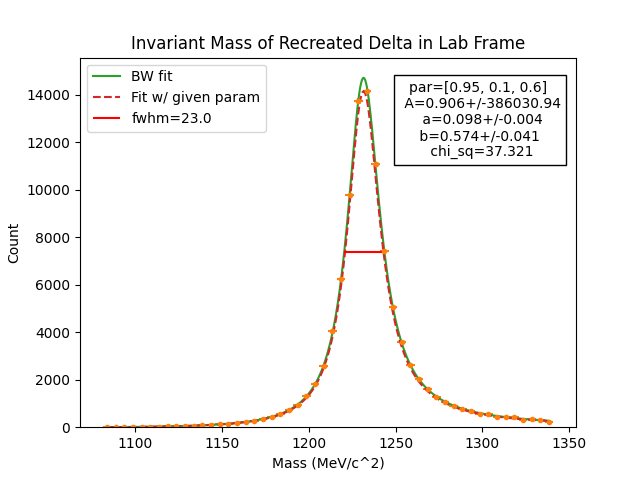 Invariant Mass of Recreated Delta in Lab Frame
BW fit
Fit w/ given param
fwhm=23.0
par=[0.95, 0.1, 0.6]
A=0.906+/-386030.94
a=0.098+/-0.004
b=0.574+/-0.041
chi_sq=37.321
Count
14000
12000
10000
8000
6000
4000
2000
0
1100
1150
1200
1250
1300
1350
Mass (MeV/c^2)